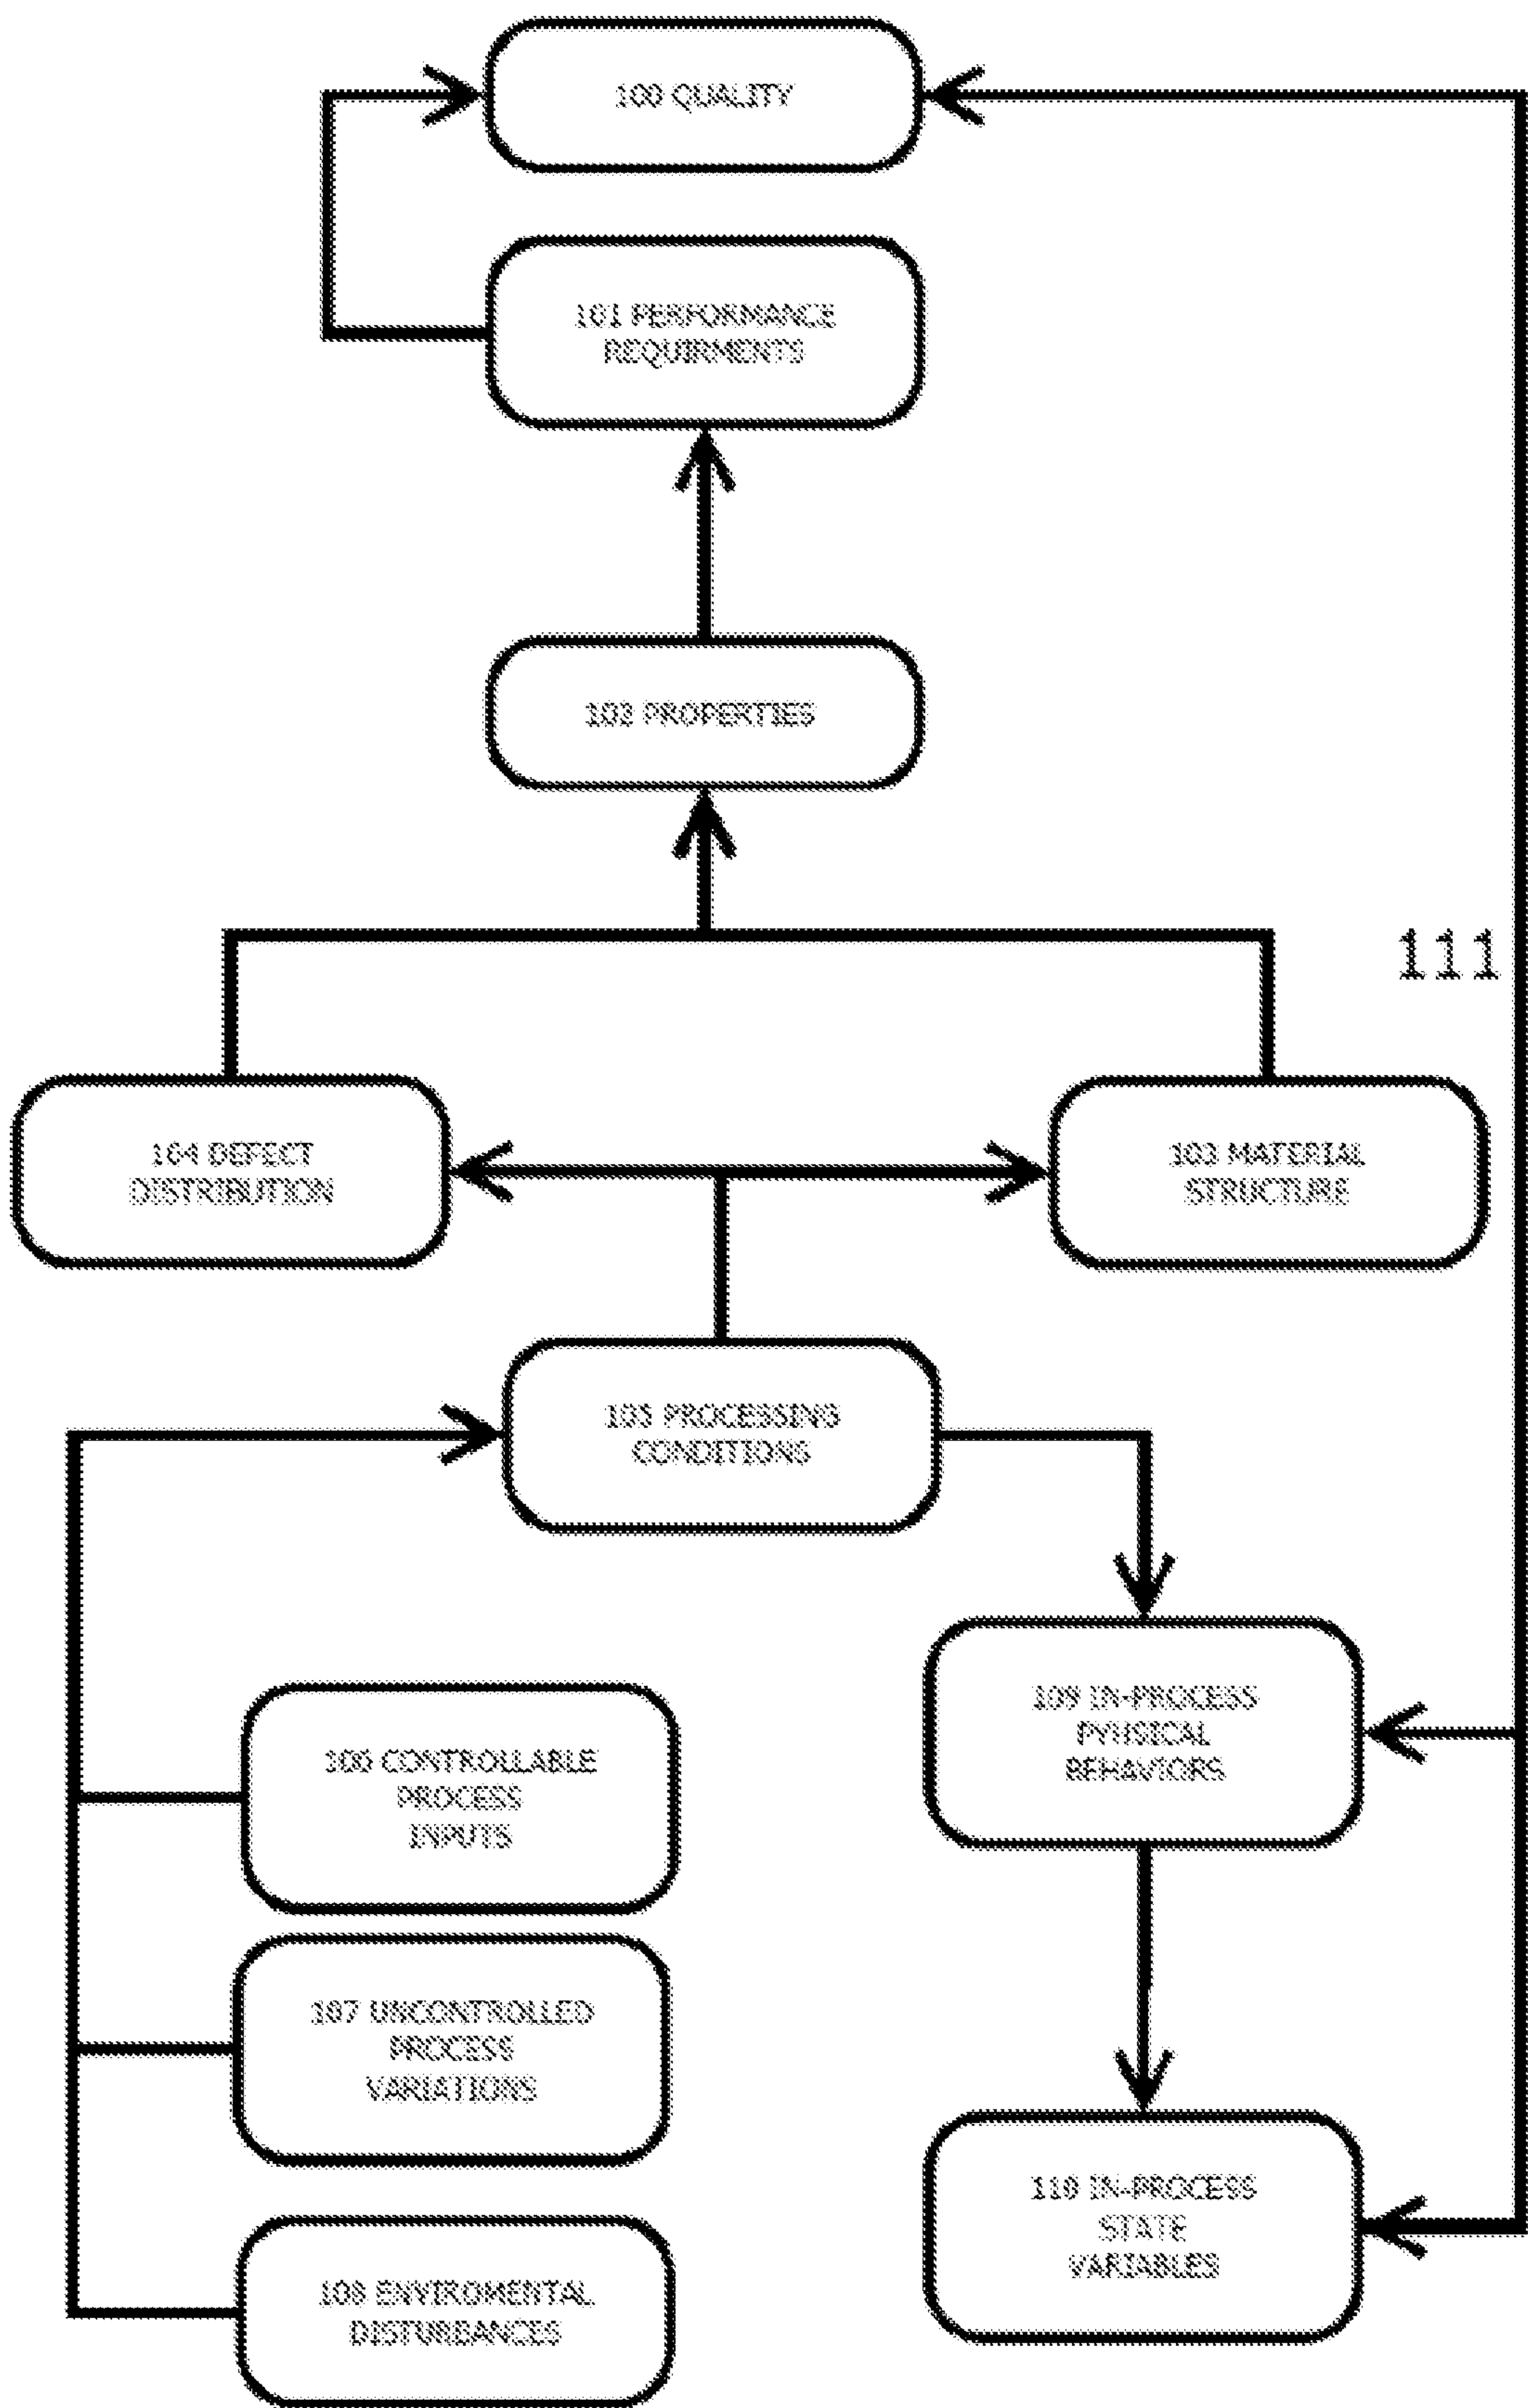 100 QUALITY
101 PERFORMANCE
REQUIRMENTS
102 PROPERTIES
111
104 DEFECT
DISTRIBUTION
103 MATERIAL
STRUCTURE
105 PROCESSING
CONDITIONS
109 IN-PROCESS
PYHSICAL
BEHAVIORS
106 CONTROLLABLE
PROCESS
INPUTS
107 UNCONTROLLED
PROCESS
VARIATIONS
110 IN-PROCESS
STATE
VARIABLES
108 ENVIROMENTAL
DISTURBANCES